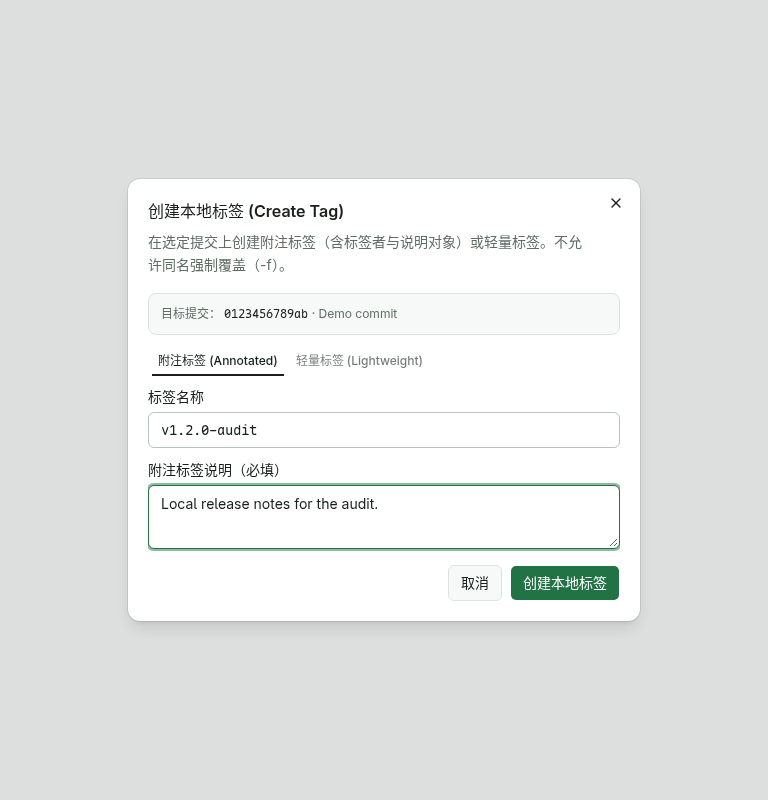 创建本地标签 (Create Tag)
在选定提交上创建附注标签（含标签者与说明对象）或轻量标签。不允
许同名强制覆盖（-f）。
目标提交： 0123456789ab · Demo commit
附注标签 (Annotated) 轻量标签 (Lightweight)
标签名称
v1.2.0-audit
附注标签说明（必填）
Local release notes for the audit.
取消 创建本地标签